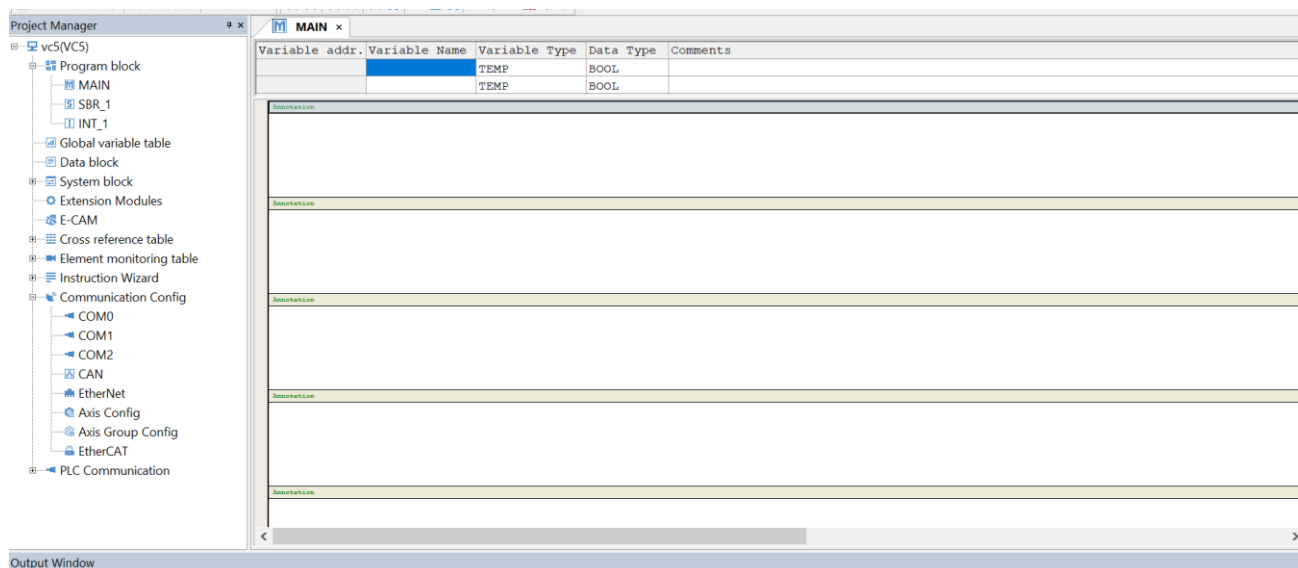 Project Manager
MAIN
vc5(VC5)
Program block
MAIN
SBR_1
INT_1
Global variable table
Data block
System block
Extension Modules
E-CAM
Cross reference table
Element monitoring table
Instruction Wizard
Communication Config
COM0
COM1
COM2
CAN
EtherNet
Axis Config
Axis Group Config
EtherCAT
PLC Communication
Variable addr. Variable Name Variable Type Data Type Comments
TEMP BOOL
TEMP BOOL
Annotation
Annotation
Annotation
Annotation
Annotation
Output Window